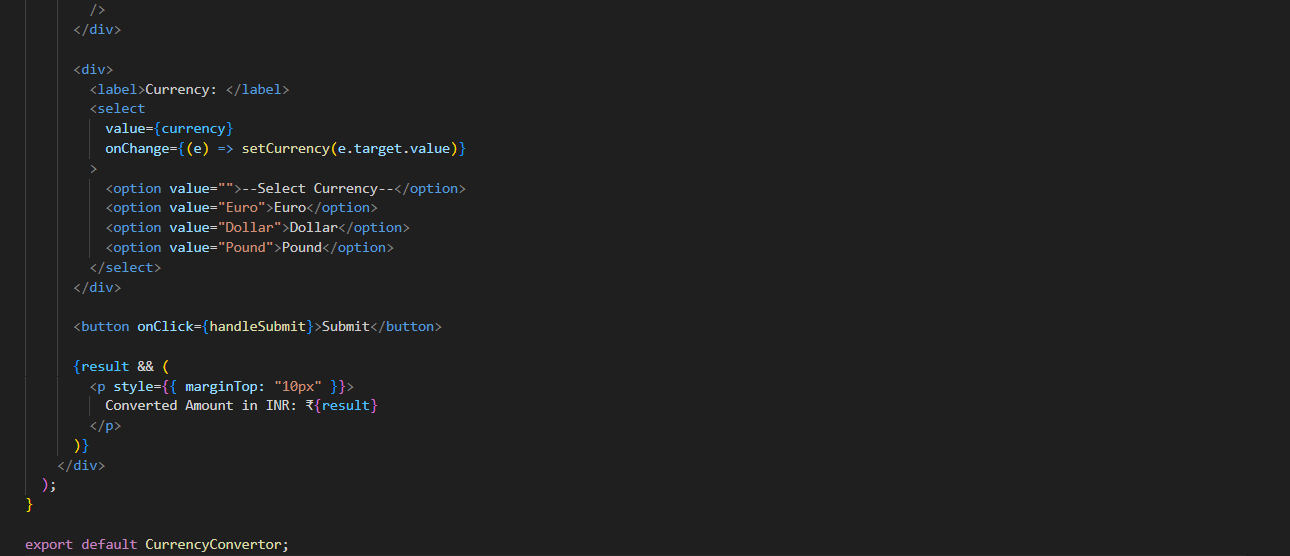 />
</div>
<div>
<label>Currency: </label>
<select
value={currency}
onChange={(e) => setCurrency(e.target.value)}
>
<option value="">--Select Currency--</option>
<option value="Euro">Euro</option>
<option value="Dollar">Dollar</option>
<option value="Pound">Pound</option>
</select>
</div>
<button onClick={handleSubmit}>Submit</button>
{result && (
<p style={{ marginTop: "10px" }}>
Converted Amount in INR: ₹{result}
</p>
)}
</div>
);
}
export default CurrencyConvertor;